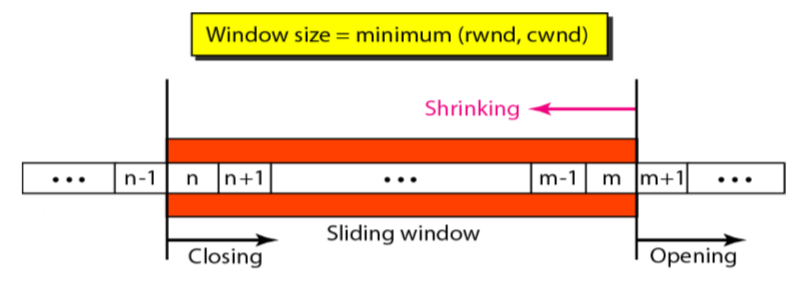 Window size = minimum (rwnd, cwnd)
Shrinking
••• n-1 n n+1 ••• m-1 m m+1 •••
Sliding window
Closing
Opening